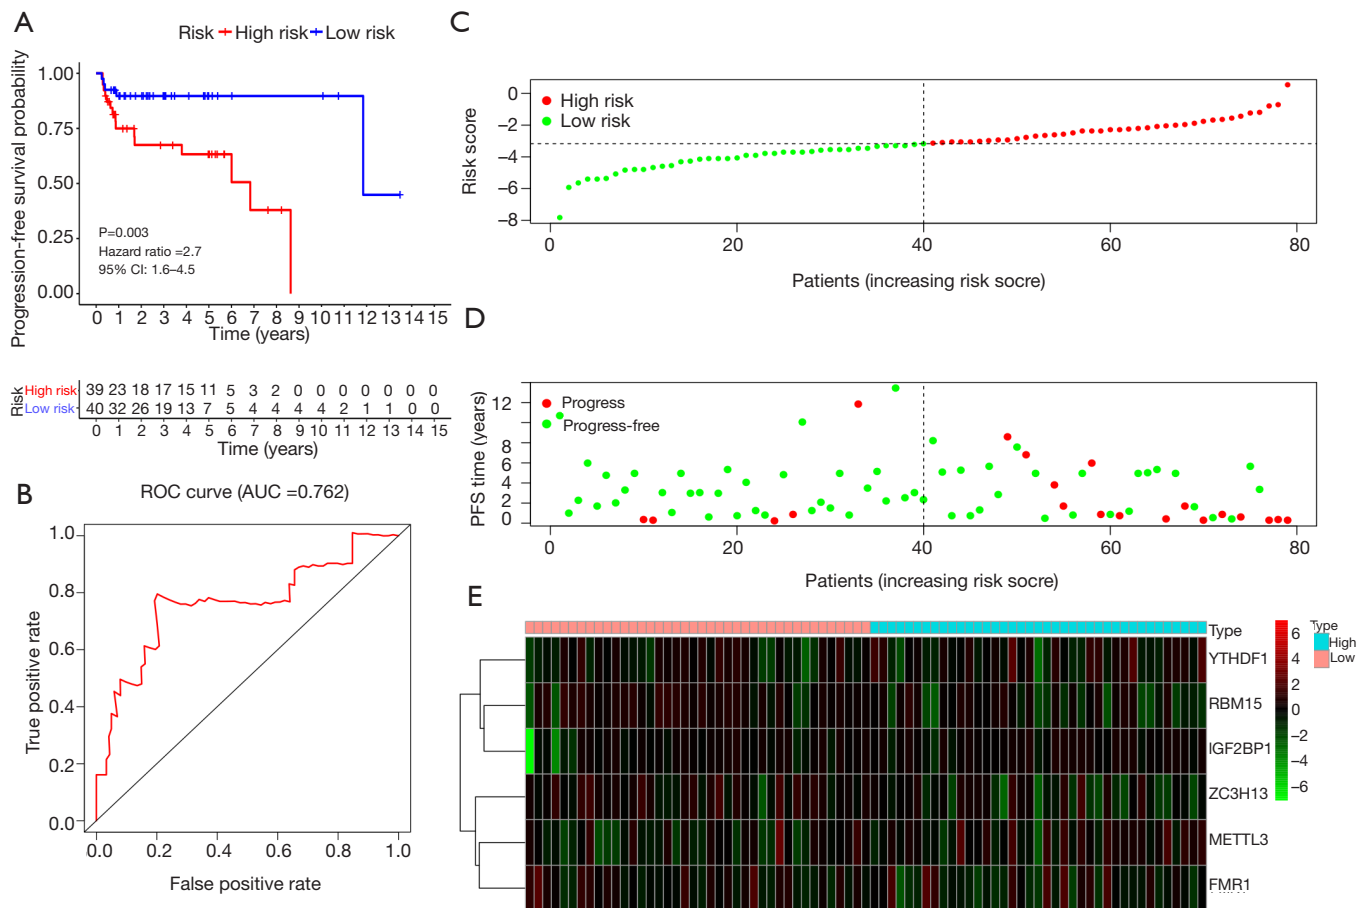 A
Risk High risk Low risk
Progression-free survival probability
1.00
0.75
0.50
0.25
0.00
P=0.003
Hazard ratio =2.7
95% CI: 1.6–4.5
0 1 2 3 4 5 6 7 8 9 10 11 12 13 14 15
Time (years)
Risk
High risk 39 23 18 17 15 11 5 3 2 0 0 0 0 0 0 0
Low risk 40 32 26 19 13 7 5 4 4 4 4 2 1 1 0 0
0 1 2 3 4 5 6 7 8 9 10 11 12 13 14 15
Time (years)
B
ROC curve (AUC =0.762)
True positive rate
1.0
0.8
0.6
0.4
0.2
0.0
0.0 0.2 0.4 0.6 0.8 1.0
False positive rate
C
High risk
Low risk
Risk score
0
−2
−4
−6
−8
0 20 40 60 80
Patients (increasing risk socre)
D
Progress
Progress-free
PFS time (years)
12
8
6
4
2
0
0 20 40 60 80
Patients (increasing risk socre)
E
Type
YTHDF1
RBM15
IGF2BP1
ZC3H13
METTL3
FMR1
6
4
2
0
−2
−4
−6
Type
High
Low